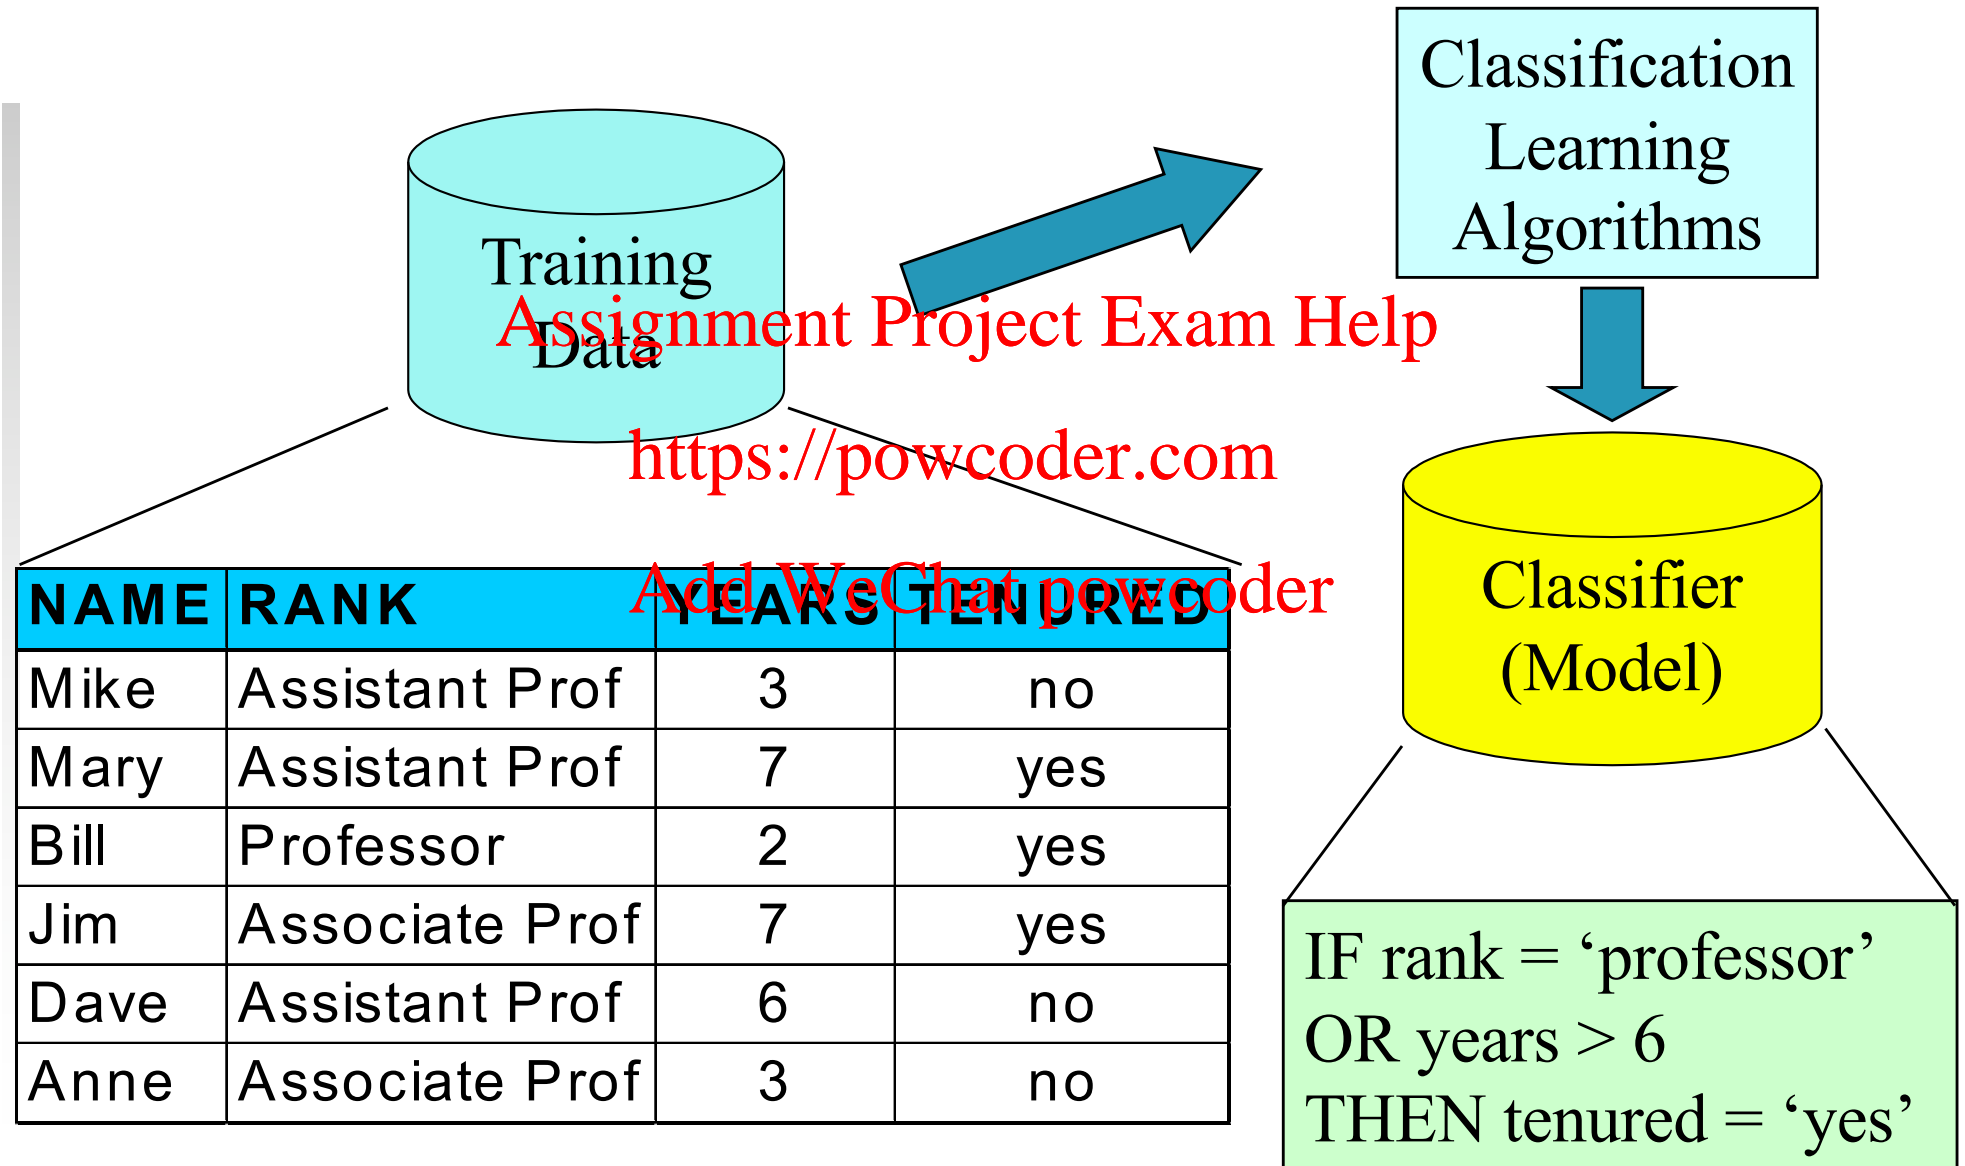 Classification
Learning
Algorithms
Training
Data
Assignment Project Exam Help
https://powcoder.com
Add WeChat powcoder
NAME RANK YEARS TENURED
Mike Assistant Prof 3 no
Mary Assistant Prof 7 yes
Bill Professor 2 yes
Jim Associate Prof 7 yes
Dave Assistant Prof 6 no
Anne Associate Prof 3 no
Classifier
(Model)
IF rank = ‘professor’
OR years > 6
THEN tenured = ‘yes’